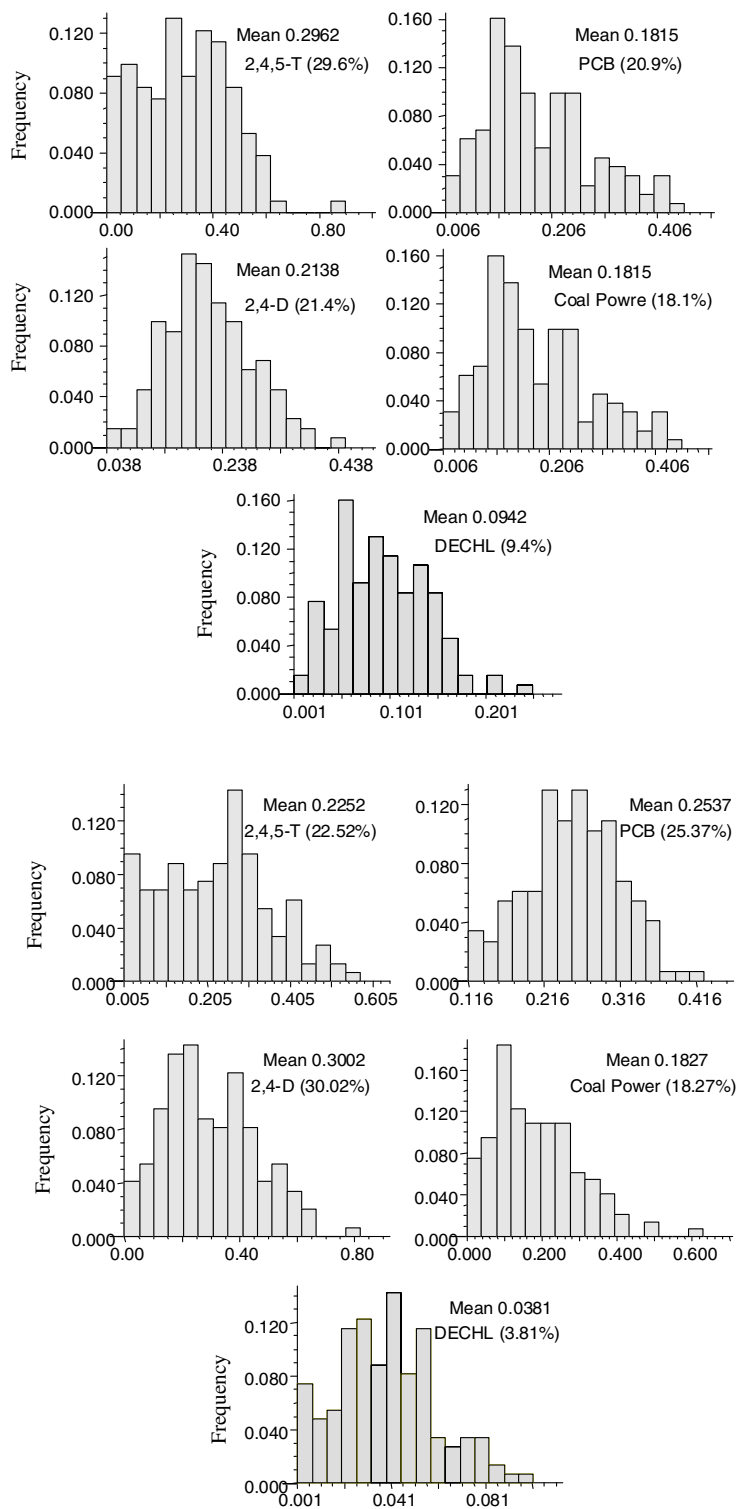 Frequency
0.120
0.080
0.040
0.000
Mean 0.2962
2,4,5-T (29.6%)
0.00 0.40 0.80
0.160
0.120
0.080
0.040
0.000
Mean 0.1815
PCB (20.9%)
0.006 0.206 0.406
Frequency
0.120
0.080
0.040
0.000
Mean 0.2138
2,4-D (21.4%)
0.038 0.238 0.438
0.160
0.120
0.080
0.040
0.000
Mean 0.1815
Coal Powre (18.1%)
0.006 0.206 0.406
Frequency
0.160
0.120
0.080
0.040
0.000
Mean 0.0942
DECHL (9.4%)
0.001 0.101 0.201
Frequency
0.120
0.080
0.040
0.000
Mean 0.2252
2,4,5-T (22.52%)
0.005 0.205 0.405 0.605
0.120
0.080
0.040
0.000
Mean 0.2537
PCB (25.37%)
0.116 0.216 0.316 0.416
Frequency
0.120
0.080
0.040
0.000
Mean 0.3002
2,4-D (30.02%)
0.00 0.40 0.80
0.160
0.120
0.080
0.040
0.000
Mean 0.1827
Coal Power (18.27%)
0.000 0.200 0.400 0.600
Frequency
0.120
0.080
0.040
0.000
Mean 0.0381
DECHL (3.81%)
0.001 0.041 0.081